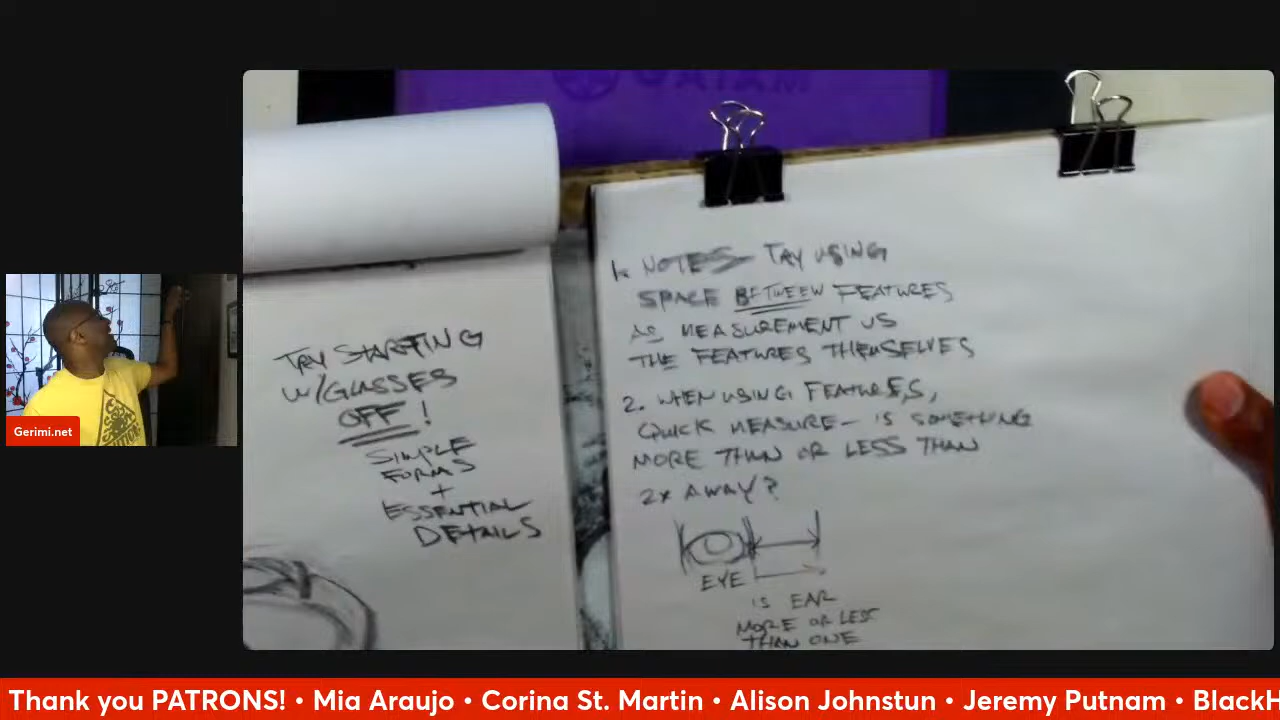 GAIAM
TRY STARTING
W/GLASSES
OFF!
SIMPLE
FORMS
+
ESSENTIAL
DETAILS
1. NOTES- TRY USING
SPACE BETWEEN FEATURES
AS MEASUREMENT VS
THE FEATURES THEMSELVES
2. WHEN USING FEATURES,
QUICK MEASURE- IS SOMETHING
MORE THAN OR LESS THAN
2x AWAY?
EYE
IS EAR
MORE OR LESS
THAN ONE
Gerimi.net
Thank you PATRONS! • Mia Araujo • Corina St. Martin • Alison Johnstun • Jeremy Putnam • BlackH